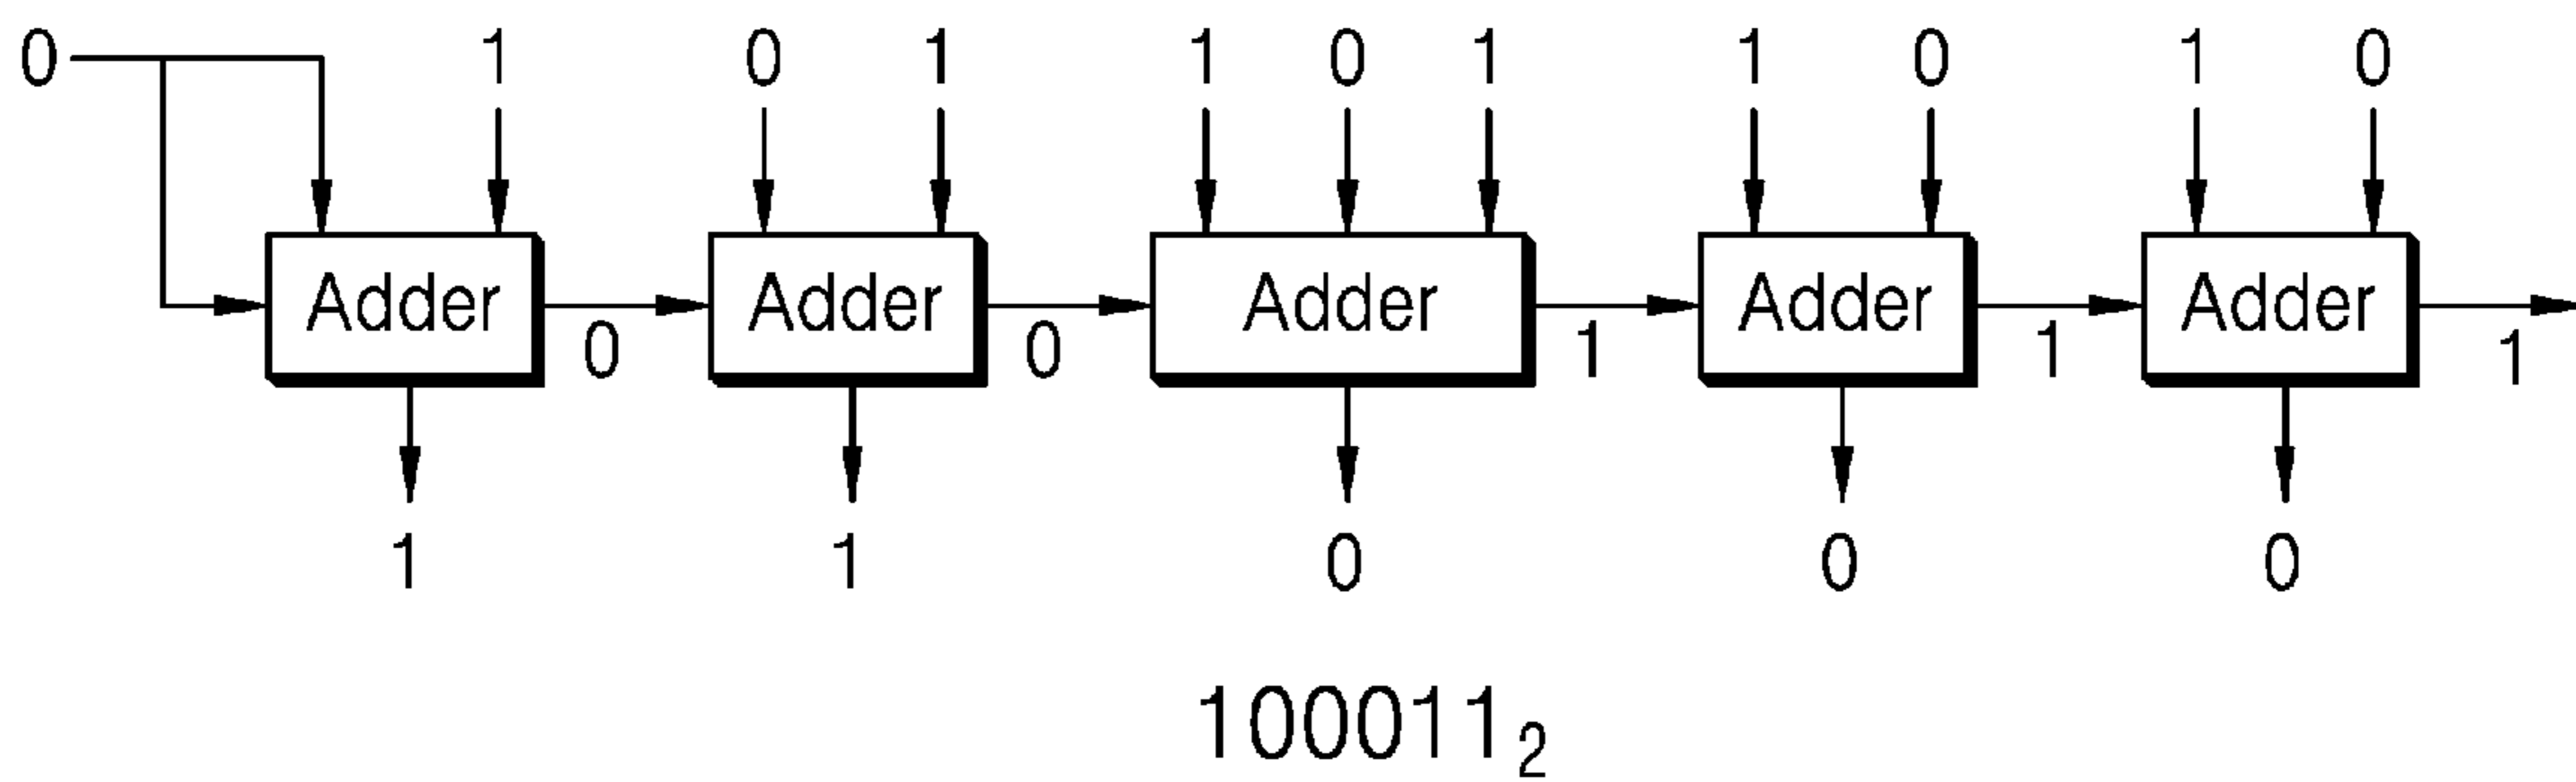 0 1 0 1 1 0 1 1 0 1 0
Adder Adder Adder Adder Adder
0 0 1 1 1
1 1 0 0 0
100011₂